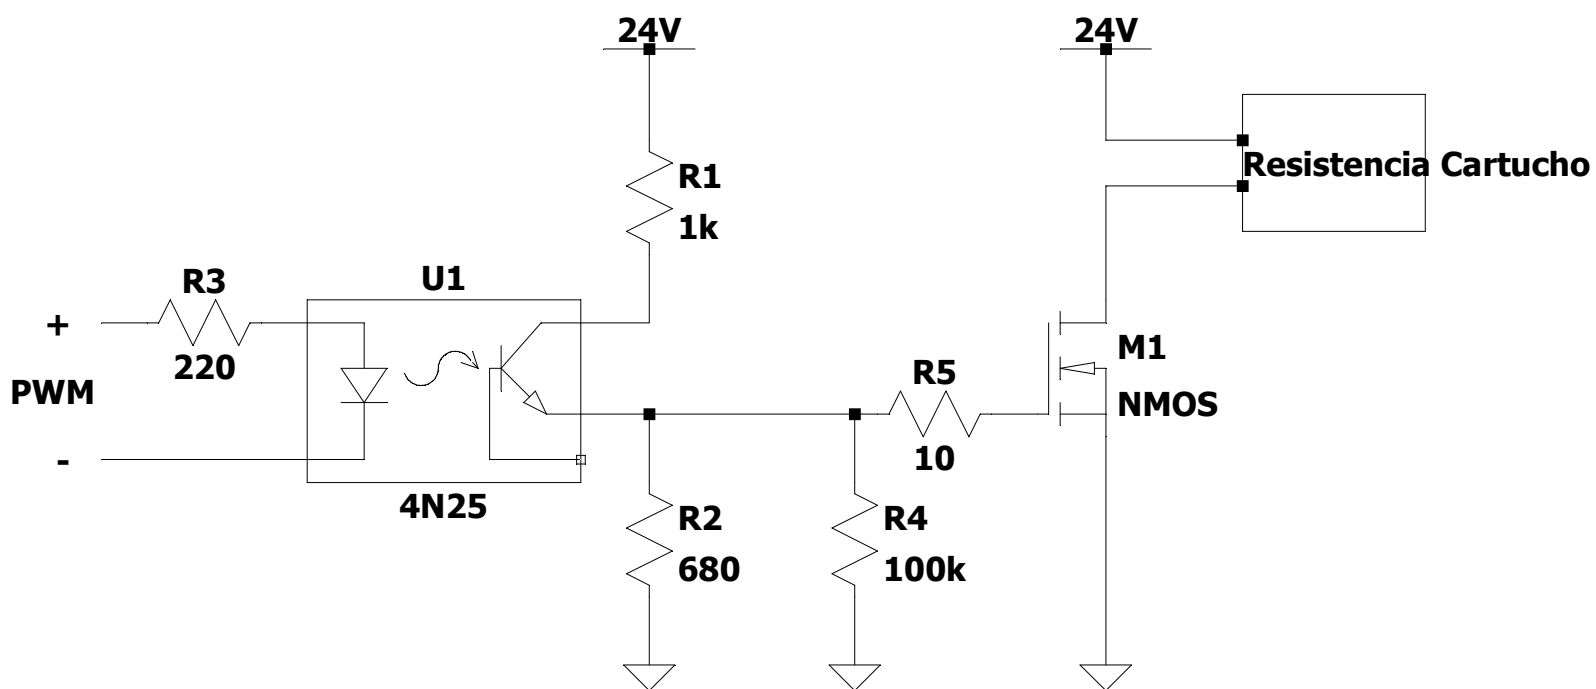 24V
24V
R1
1k
Resistencia Cartucho
R3
220
U1
+
PWM
-
4N25
R2
680
R4
100k
R5
10
M1
NMOS